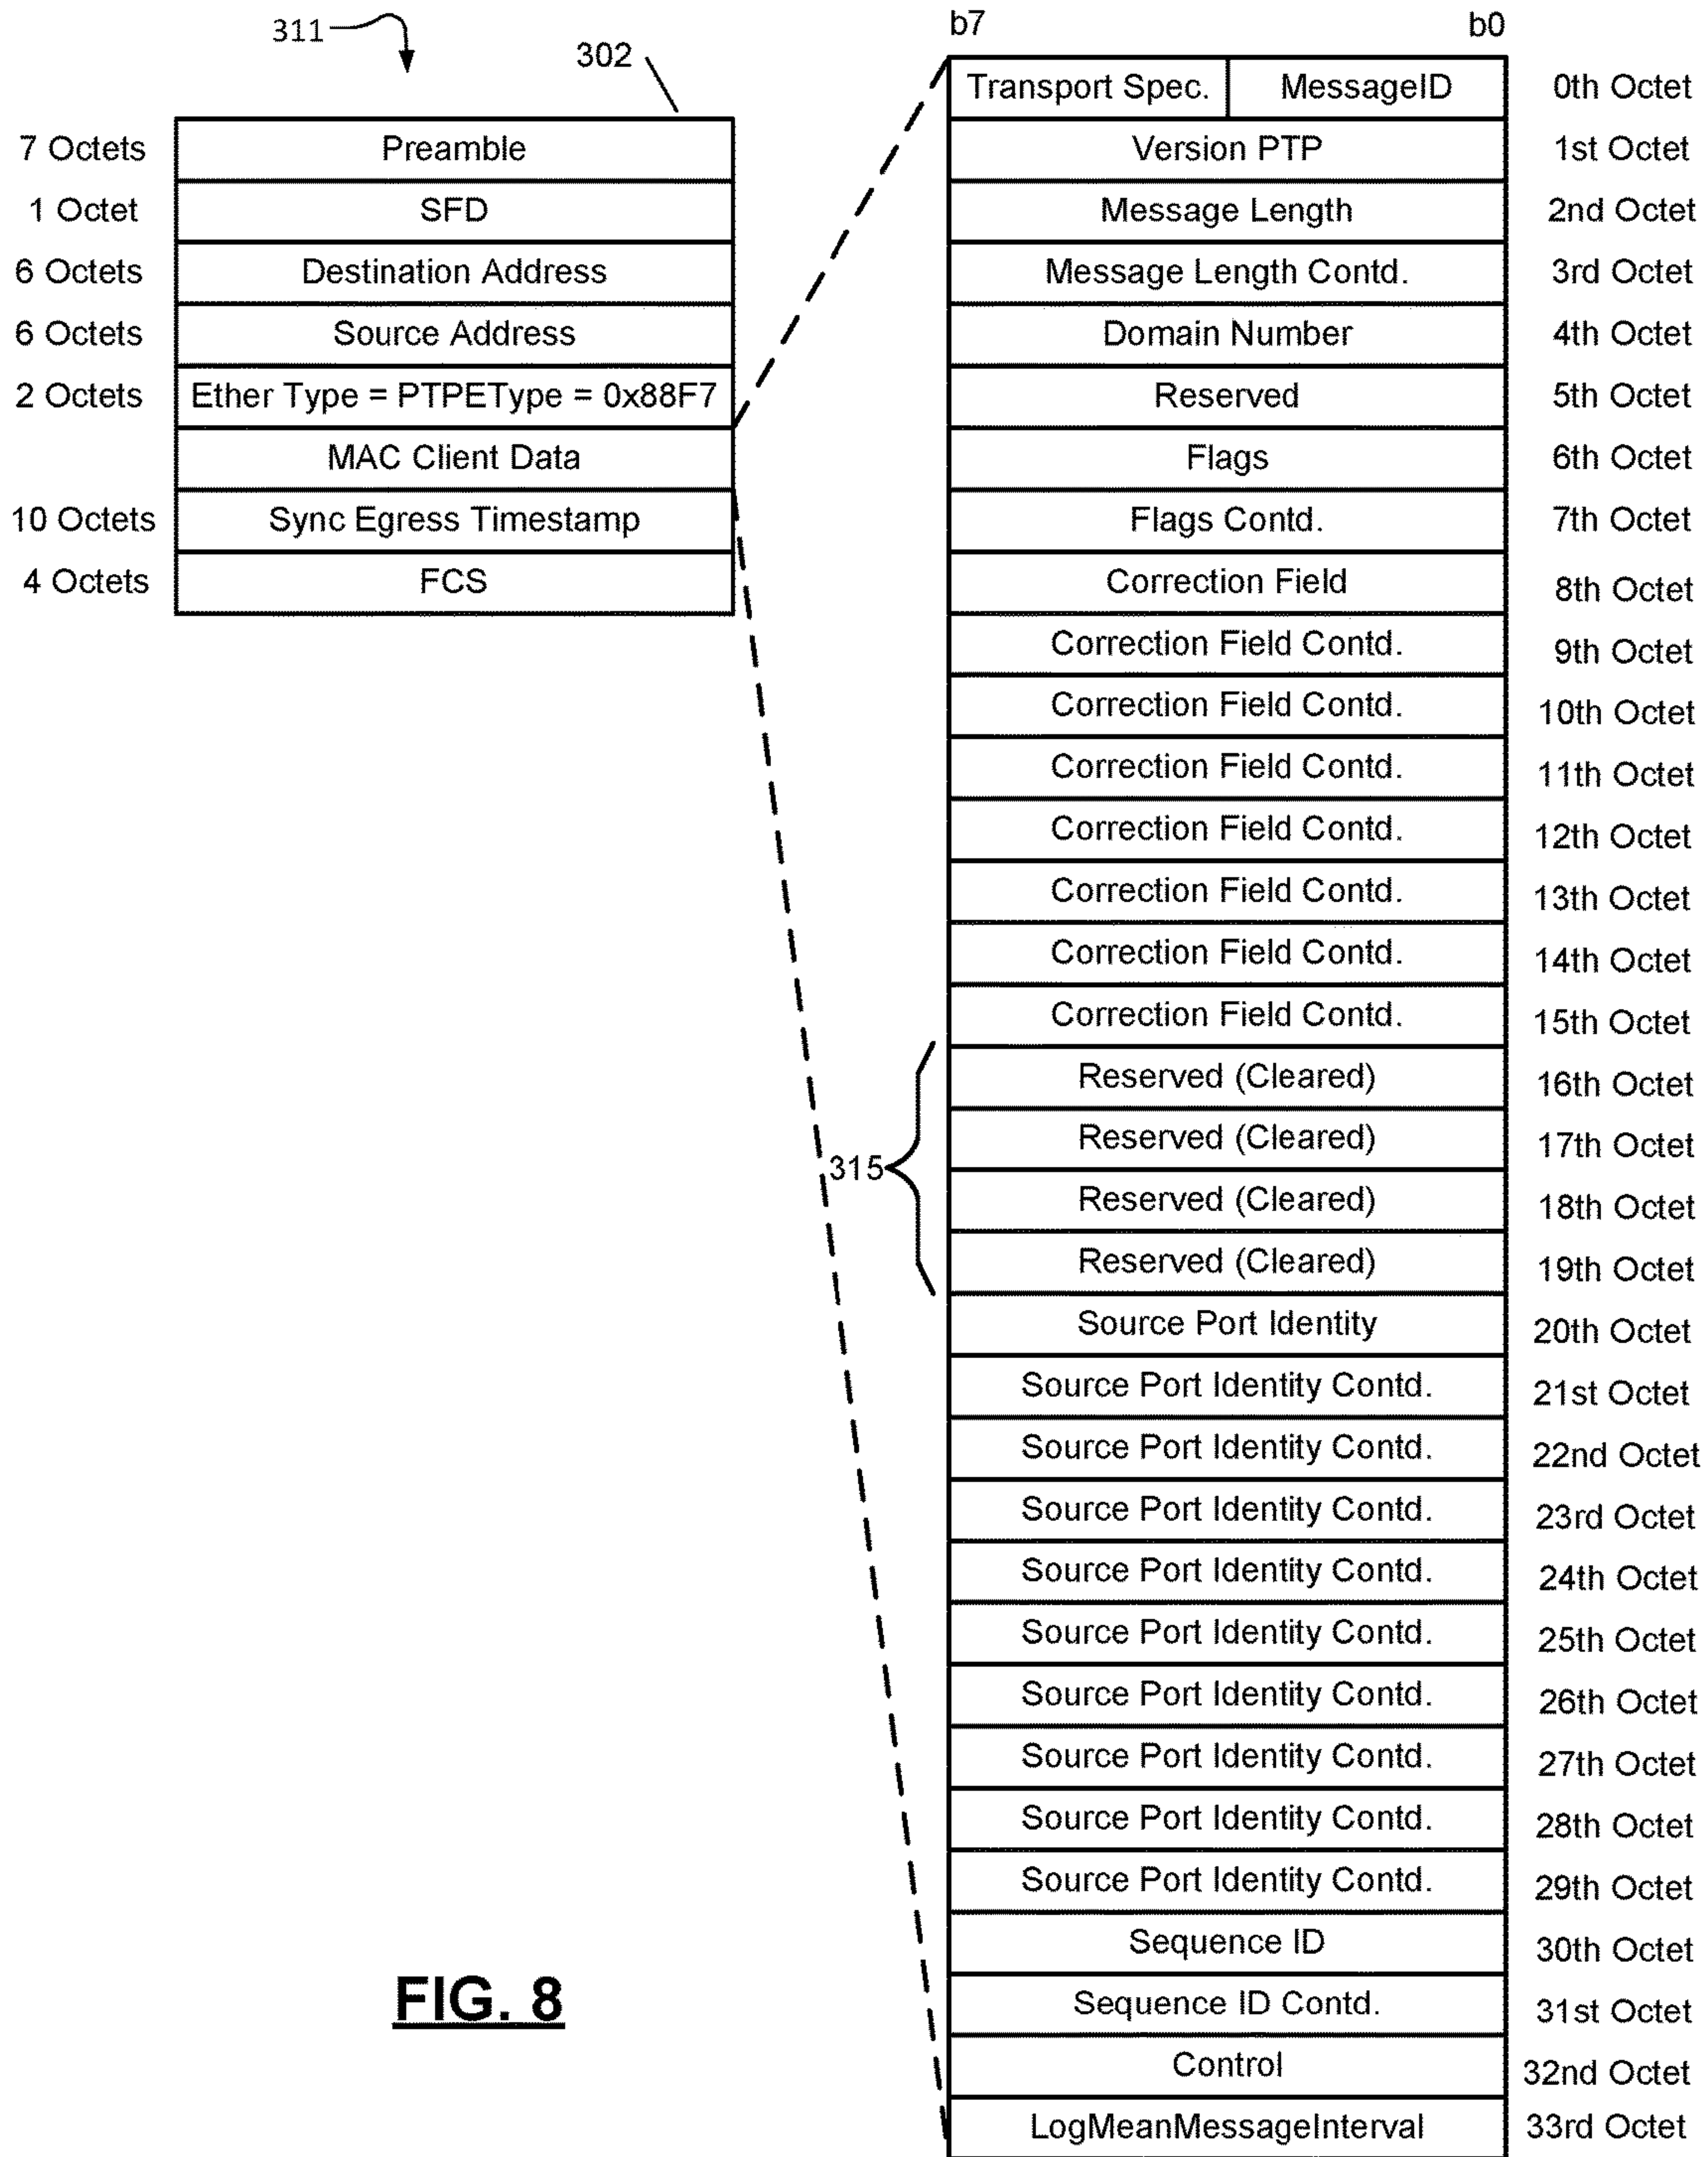 311
302
7 Octets Preamble
1 Octet SFD
6 Octets Destination Address
6 Octets Source Address
2 Octets Ether Type = PTPEType = 0x88F7
MAC Client Data
10 Octets Sync Egress Timestamp
4 Octets FCS
b7 b0
Transport Spec. MessageID 0th Octet
Version PTP 1st Octet
Message Length 2nd Octet
Message Length Contd. 3rd Octet
Domain Number 4th Octet
Reserved 5th Octet
Flags 6th Octet
Flags Contd. 7th Octet
Correction Field 8th Octet
Correction Field Contd. 9th Octet
Correction Field Contd. 10th Octet
Correction Field Contd. 11th Octet
Correction Field Contd. 12th Octet
Correction Field Contd. 13th Octet
Correction Field Contd. 14th Octet
Correction Field Contd. 15th Octet
315
Reserved (Cleared) 16th Octet
Reserved (Cleared) 17th Octet
Reserved (Cleared) 18th Octet
Reserved (Cleared) 19th Octet
Source Port Identity 20th Octet
Source Port Identity Contd. 21st Octet
Source Port Identity Contd. 22nd Octet
Source Port Identity Contd. 23rd Octet
Source Port Identity Contd. 24th Octet
Source Port Identity Contd. 25th Octet
Source Port Identity Contd. 26th Octet
Source Port Identity Contd. 27th Octet
Source Port Identity Contd. 28th Octet
Source Port Identity Contd. 29th Octet
Sequence ID 30th Octet
Sequence ID Contd. 31st Octet
Control 32nd Octet
LogMeanMessageInterval 33rd Octet
FIG. 8